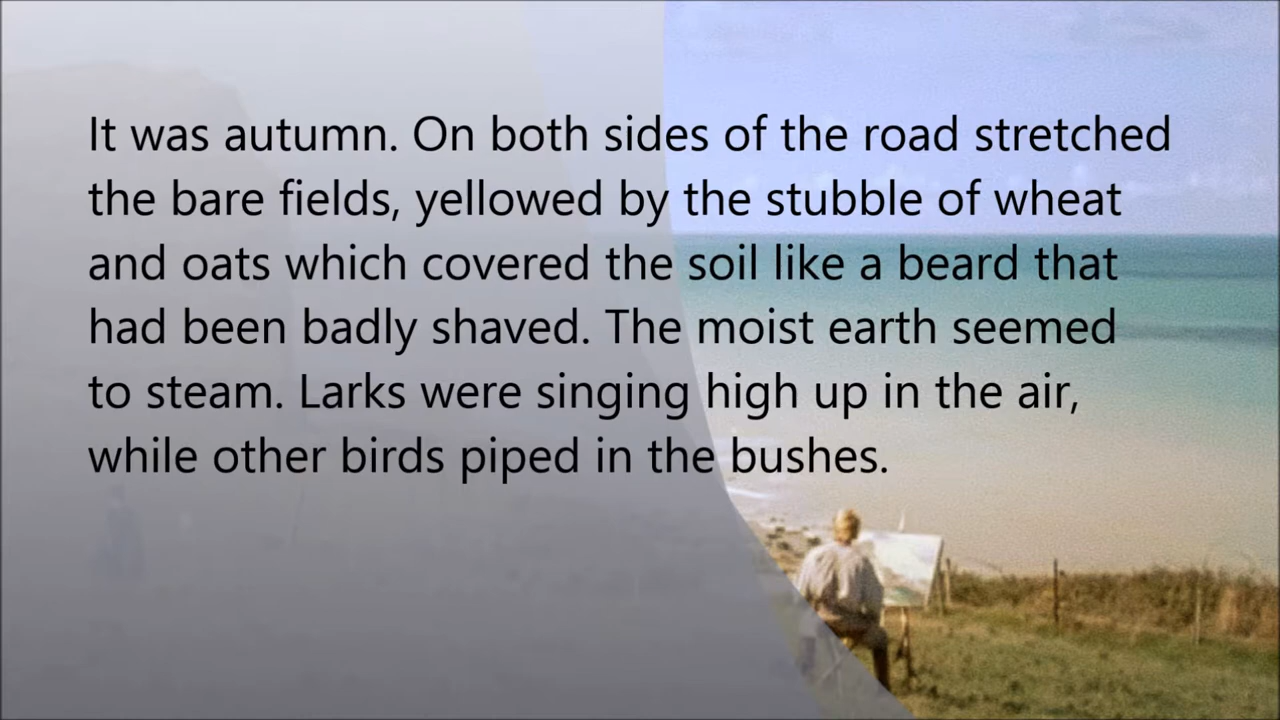 It was autumn. On both sides of the road stretched
the bare fields, yellowed by the stubble of wheat
and oats which covered the soil like a beard that
had been badly shaved. The moist earth seemed
to steam. Larks were singing high up in the air,
while other birds piped in the bushes.